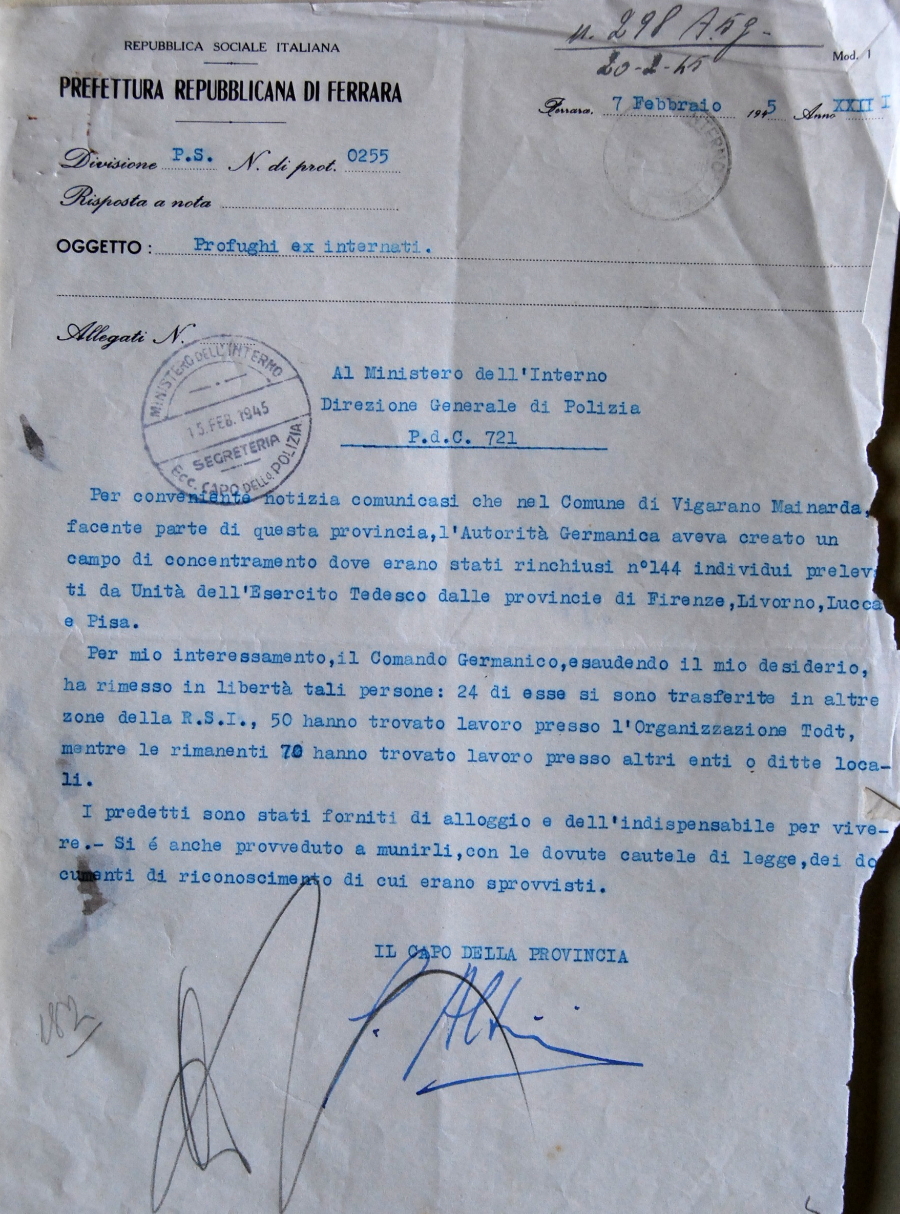 REPUBBLICA SOCIALE ITALIANA
PREFETTURA REPUBBLICANA DI FERRARA
n. 298
20-2-45
Mod. 1
Ferrara, 7 Febbraio 1945 Anno XXIII
Divisione P.S. N. di prot. 0255
Risposta a nota
OGGETTO: Profughi ex internati.
Allegati N.
MINISTERO DELL'INTERNO
15.FEB.1945
SEGRETERIA
ECC. CAPO DELLA POLIZIA
Al Ministero dell'Interno
Direzione Generale di Polizia
P.d.C. 721
Per conveniente notizia comunicasi che nel Comune di Vigarano Mainarda,
facente parte di questa provincia,l'Autorità Germanica aveva creato un
campo di concentramento dove erano stati rinchiusi n°144 individui prelev
ti da Unità dell'Esercito Tedesco dalle provincie di Firenze,Livorno,Lucca
e Pisa.
Per mio interessamento,il Comando Germanico,esaudendo il mio desiderio,
ha rimesso in libertà tali persone: 24 di esse si sono trasferite in altre
zone della R.S.I., 50 hanno trovato lavoro presso l'Organizzazione Todt,
mentre le rimanenti 70 hanno trovato lavoro presso altri enti o ditte loca-
li.
I predetti sono stati forniti di alloggio e dell'indispensabile per vive-
re.- Si é anche provveduto a munirli,con le dovute cautele di legge,dei do
cumenti di riconoscimento di cui erano sprovvisti.
IL CAPO DELLA PROVINCIA